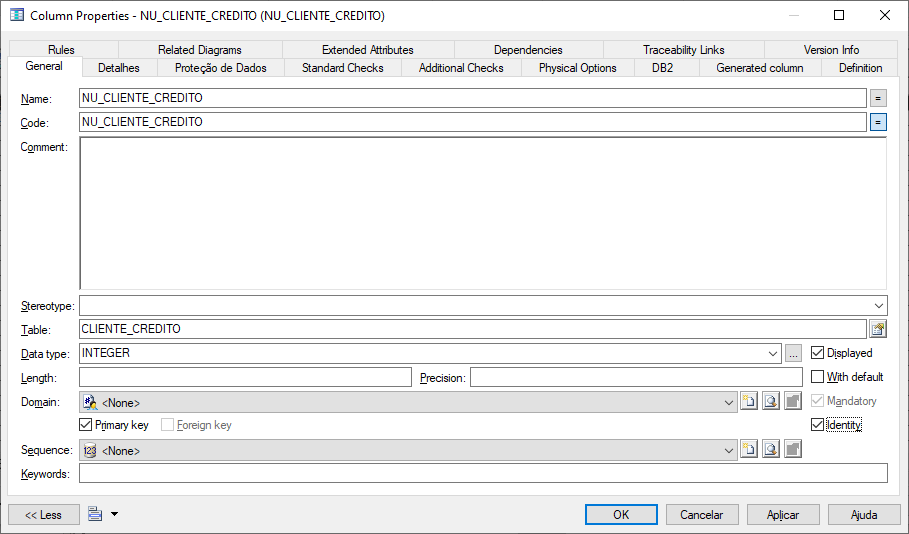 Column Properties - NU_CLIENTE_CREDITO (NU_CLIENTE_CREDITO)
Rules Related Diagrams Extended Attributes Dependencies Traceability Links Version Info
General Detalhes Proteção de Dados Standard Checks Additional Checks Physical Options DB2 Generated column Definition
Name: NU_CLIENTE_CREDITO =
Code: NU_CLIENTE_CREDITO =
Comment:
Stereotype:
Table: CLIENTE_CREDITO
Data type: INTEGER ... Displayed
Length: Precision: With default
Domain: <None> Mandatory
Primary key Foreign key Identity
Sequence: 123 <None>
Keywords:
<< Less OK Cancelar Aplicar Ajuda